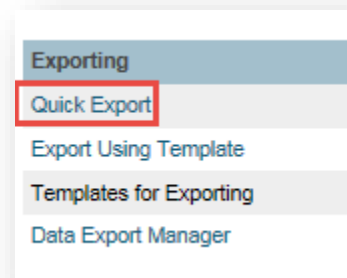 Exporting
Quick Export
Export Using Template
Templates for Exporting
Data Export Manager